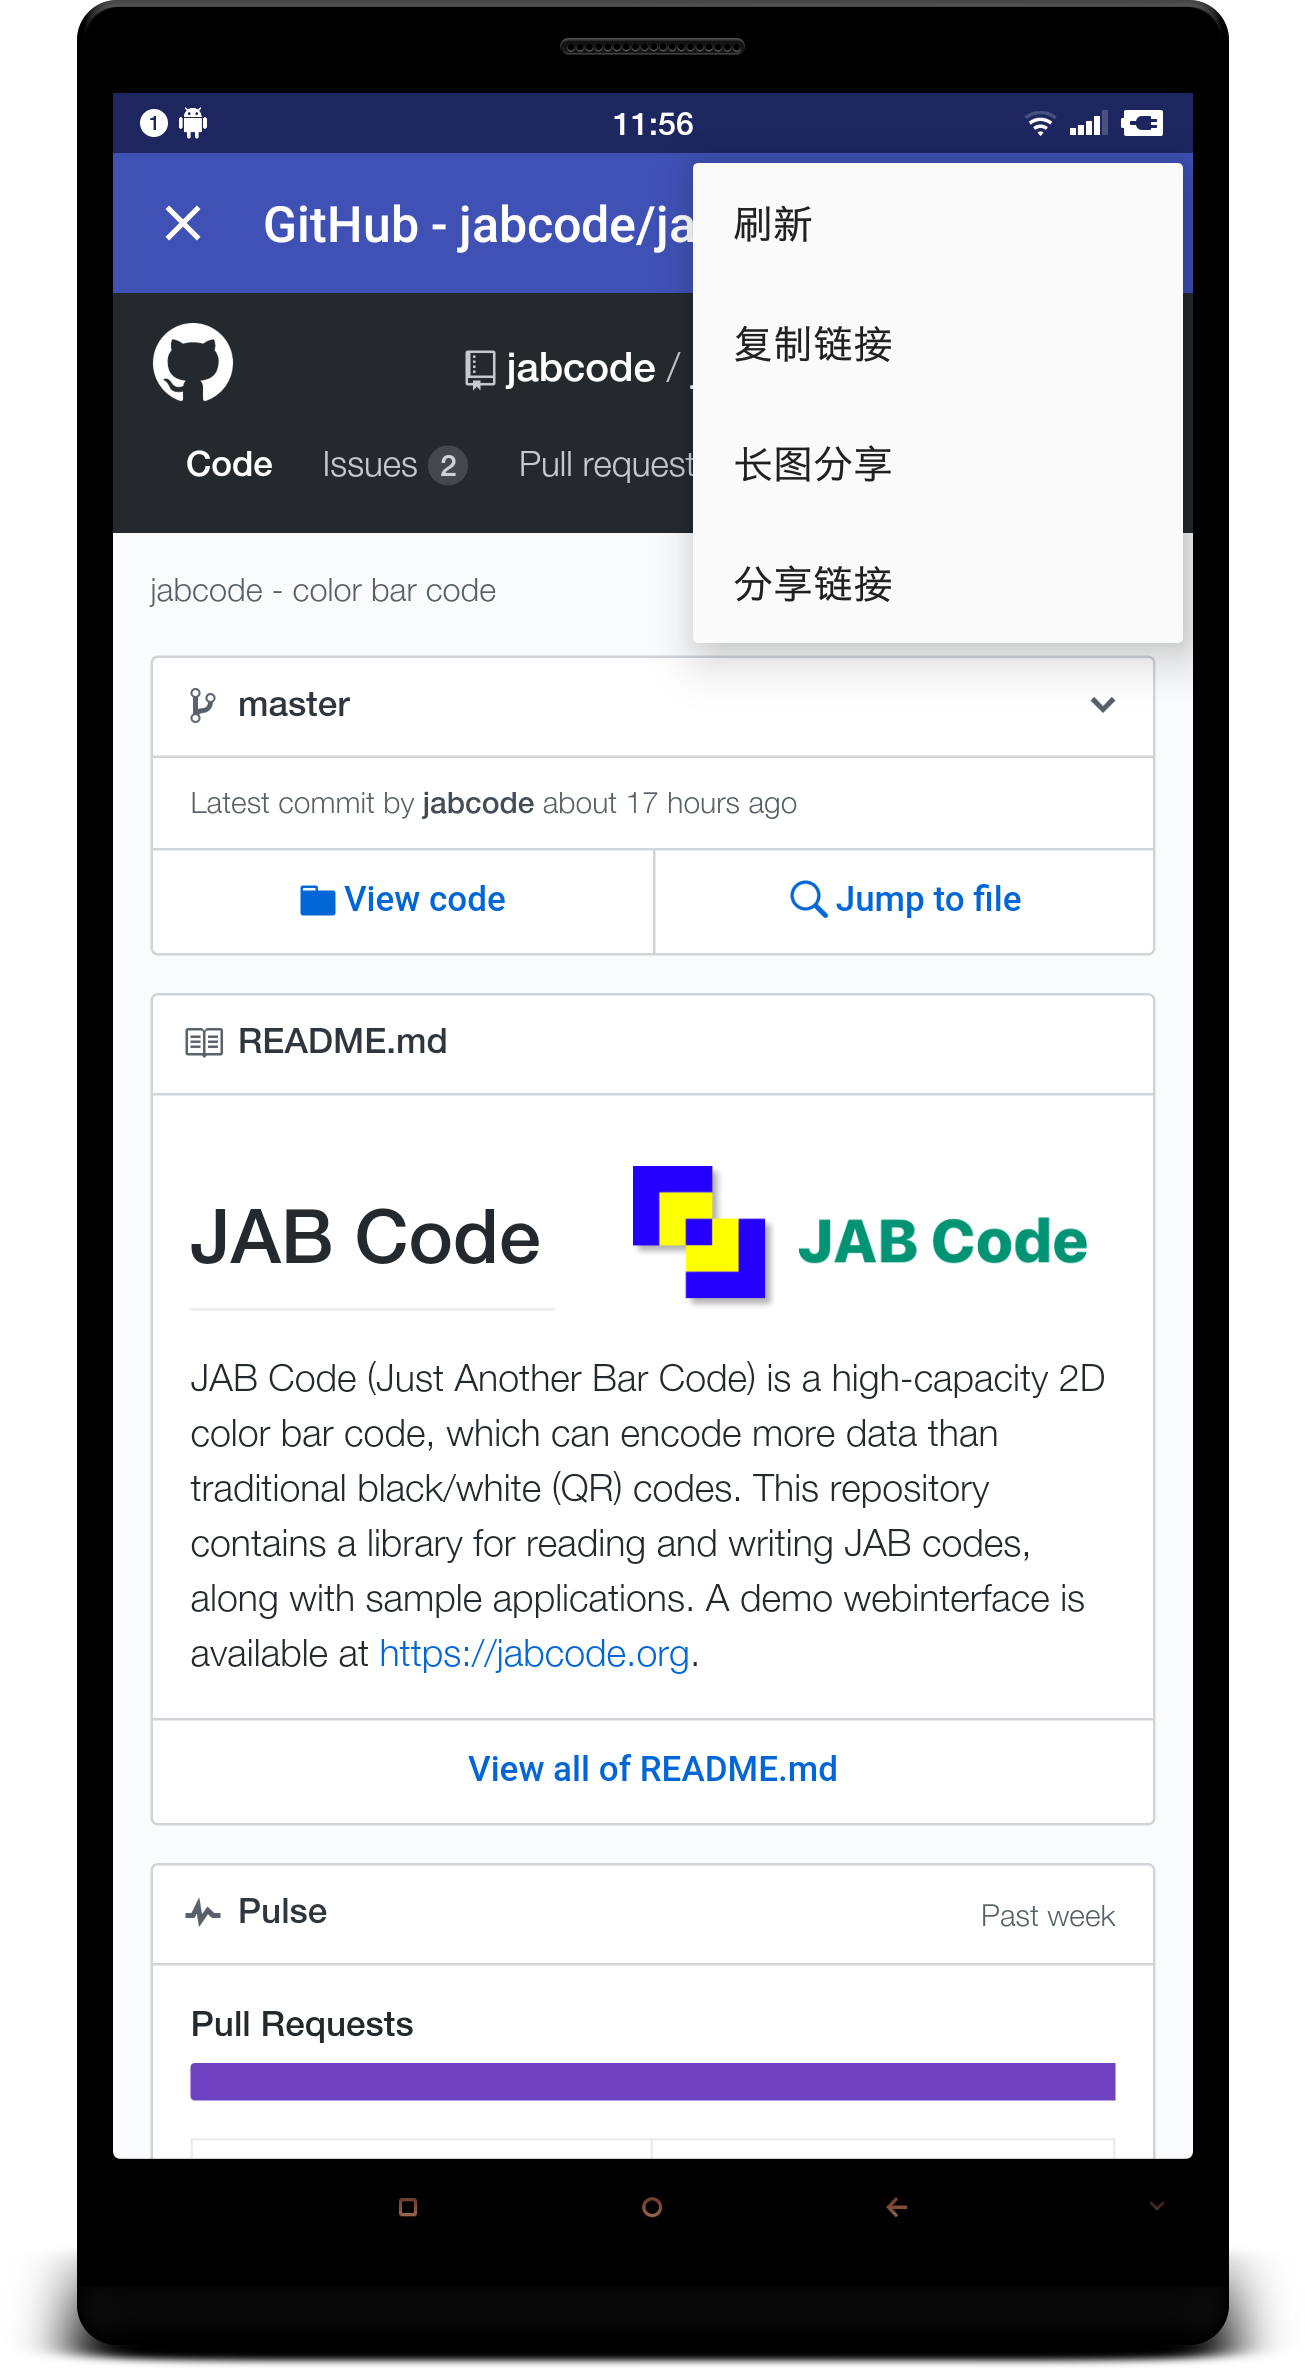 1
11:56
GitHub - jabcode/ja
刷新
复制链接
长图分享
分享链接
jabcode /
Code Issues 2 Pull request
jabcode - color bar code
master
Latest commit by jabcode about 17 hours ago
View code
Jump to file
README.md
JAB Code
JAB Code
JAB Code (Just Another Bar Code) is a high-capacity 2D
color bar code, which can encode more data than
traditional black/white (QR) codes. This repository
contains a library for reading and writing JAB codes,
along with sample applications. A demo webinterface is
available at https://jabcode.org.
View all of README.md
Pulse
Past week
Pull Requests